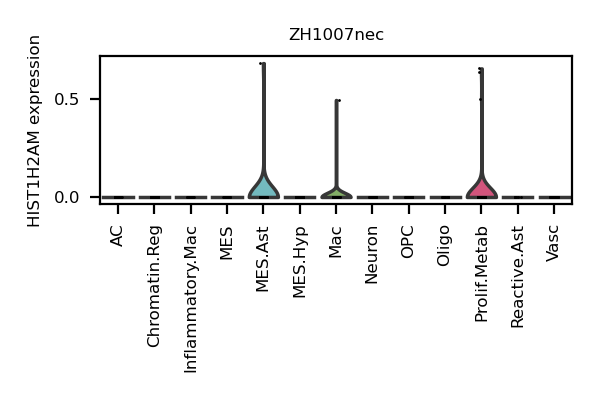 ZH1007nec
HIST1H2AM expression
0.5
0.0
AC
Chromatin.Reg
Inflammatory.Mac
MES
MES.Ast
MES.Hyp
Mac
Neuron
OPC
Oligo
Prolif.Metab
Reactive.Ast
Vasc